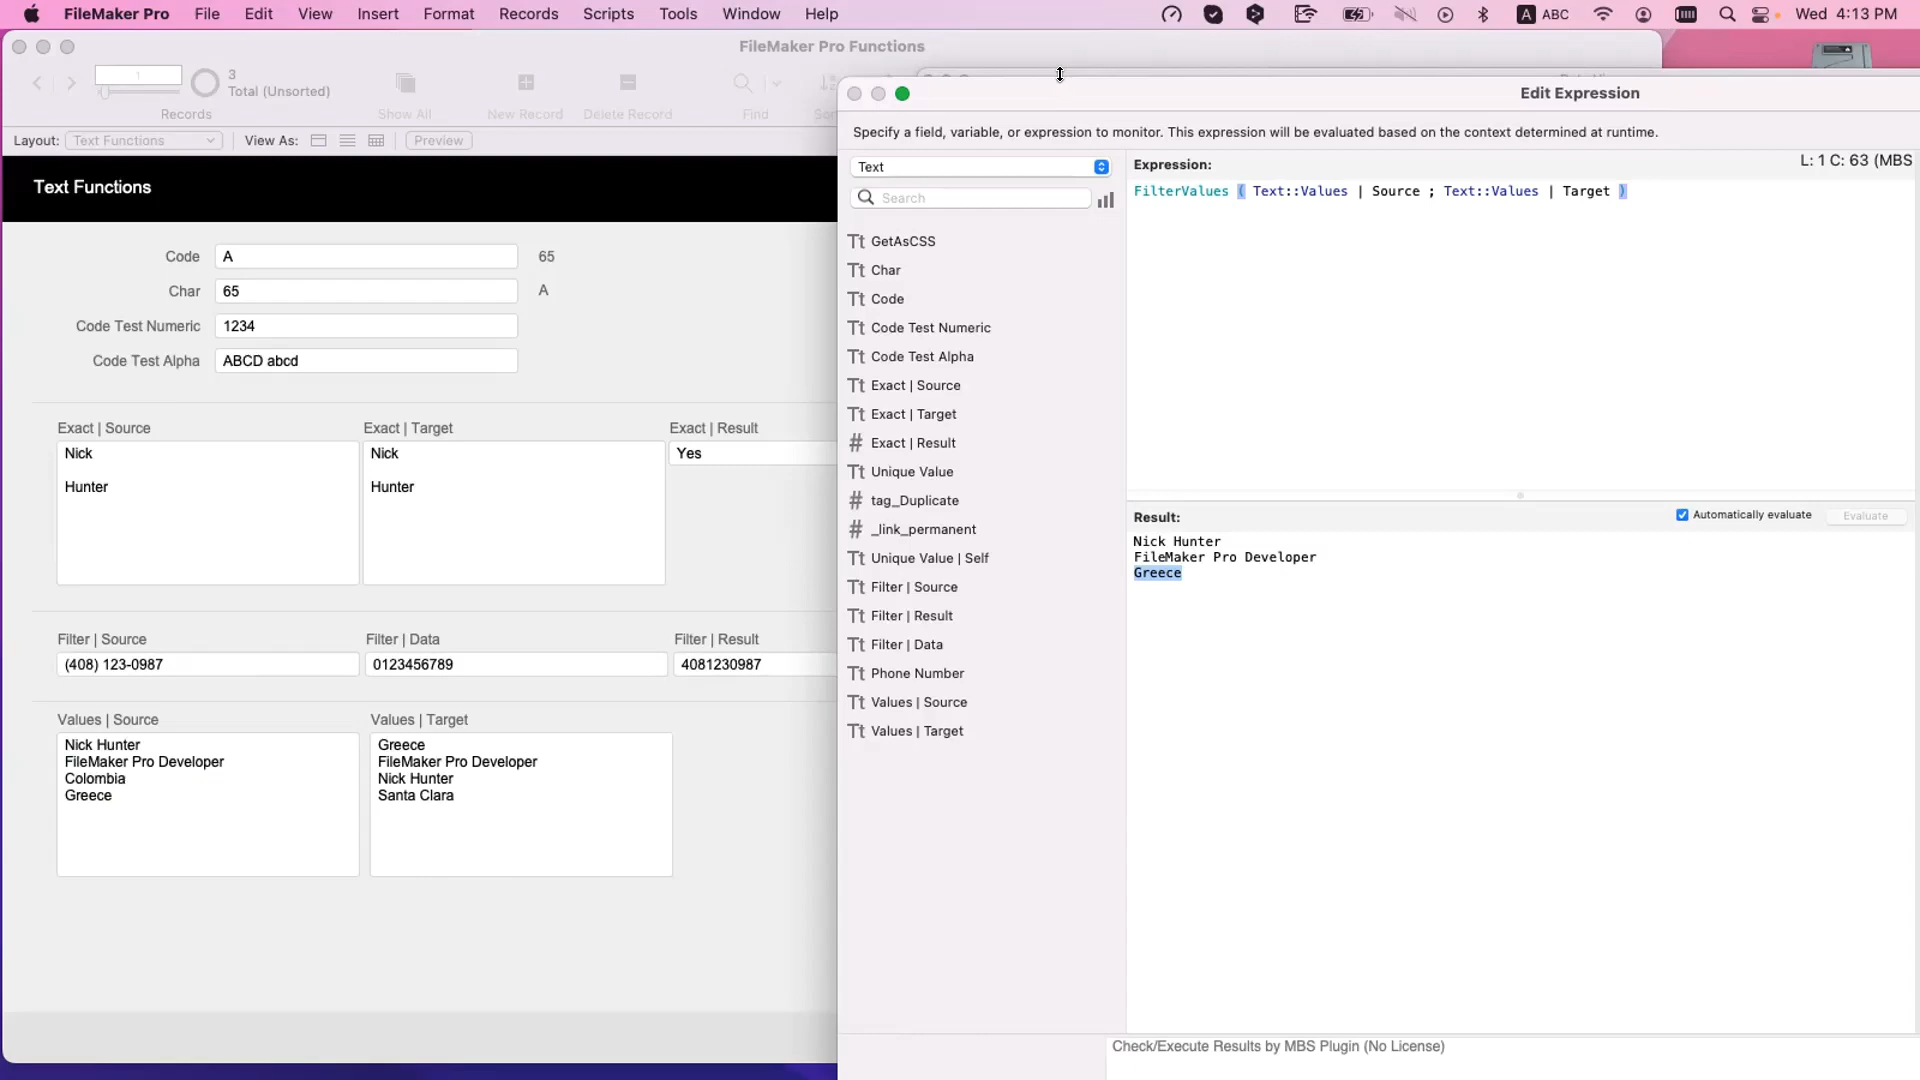 FileMaker Pro File Edit View Insert Format Records Scripts Tools Window Help A ABC Wed 4:13 PM
FileMaker Pro Functions
1
3
Total (Unsorted)
Records
Show All
New Record
Delete Record
Find
Layout: Text Functions View As: Preview
Text Functions
Code A 65
Char 65 A
Code Test Numeric 1234
Code Test Alpha ABCD abcd
Exact | Source Exact | Target Exact | Result
Nick Nick Yes
Hunter Hunter
Filter | Source Filter | Data Filter | Result
(408) 123-0987 0123456789 4081230987
Values | Source Values | Target
Nick Hunter Greece
FileMaker Pro Developer FileMaker Pro Developer
Colombia Nick Hunter
Greece Santa Clara
Edit Expression
Specify a field, variable, or expression to monitor. This expression will be evaluated based on the context determined at runtime.
Text
Search
GetAsCSS
Char
Code
Code Test Numeric
Code Test Alpha
Exact | Source
Exact | Target
Exact | Result
Unique Value
tag_Duplicate
_link_permanent
Unique Value | Self
Filter | Source
Filter | Result
Filter | Data
Phone Number
Values | Source
Values | Target
Expression: L: 1 C: 63 (MBS
FilterValues ( Text::Values | Source ; Text::Values | Target )
Result: Automatically evaluate Evaluate
Nick Hunter
FileMaker Pro Developer
Greece
Check/Execute Results by MBS Plugin (No License)